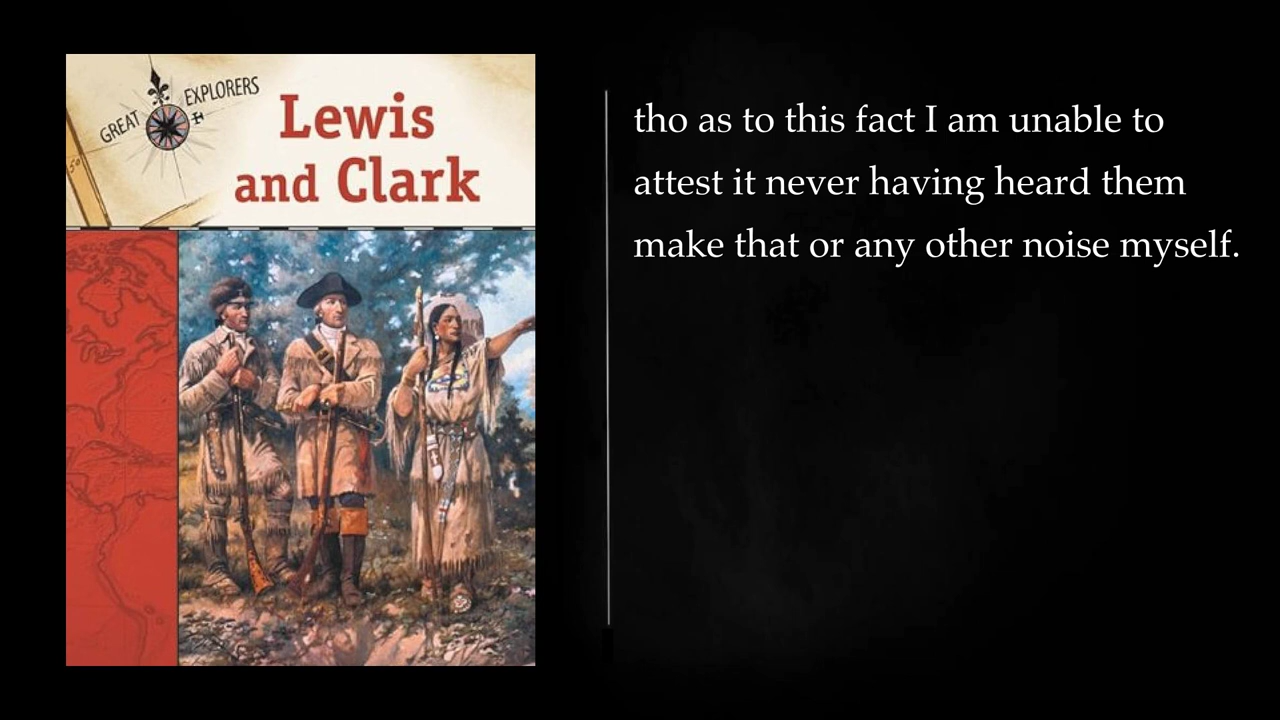 GREAT EXPLORERS
Lewis
and Clark
50
tho as to this fact I am unable to
attest it never having heard them
make that or any other noise myself.